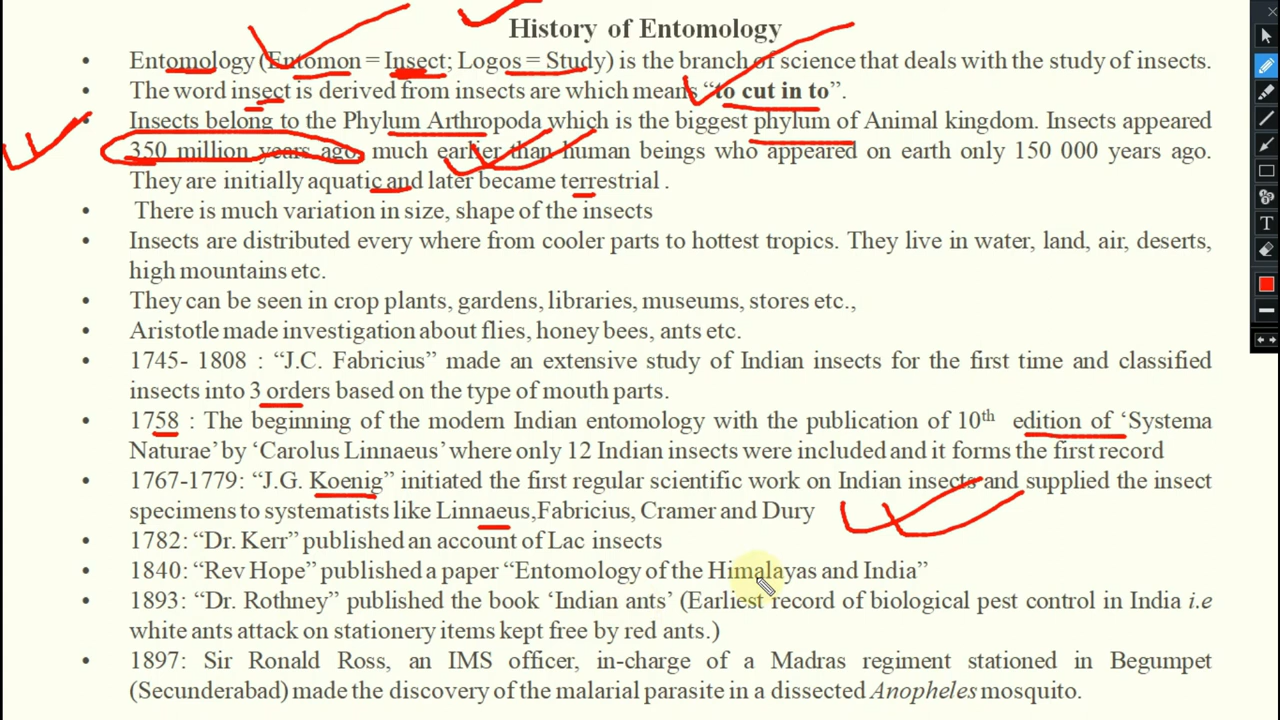 History of Entomology
• Entomology (Entomon = Insect; Logos = Study) is the branch of science that deals with the study of insects.
• The word insect is derived from insects are which means “to cut in to”.
• Insects belong to the Phylum Arthropoda which is the biggest phylum of Animal kingdom. Insects appeared
350 million years ago, much earlier than human beings who appeared on earth only 150 000 years ago.
They are initially aquatic and later became terrestrial .
• There is much variation in size, shape of the insects
• Insects are distributed every where from cooler parts to hottest tropics. They live in water, land, air, deserts,
high mountains etc.
• They can be seen in crop plants, gardens, libraries, museums, stores etc.,
• Aristotle made investigation about flies, honey bees, ants etc.
• 1745- 1808 : “J.C. Fabricius” made an extensive study of Indian insects for the first time and classified
insects into 3 orders based on the type of mouth parts.
• 1758 : The beginning of the modern Indian entomology with the publication of 10th edition of ‘Systema
Naturae’ by ‘Carolus Linnaeus’ where only 12 Indian insects were included and it forms the first record
• 1767-1779: “J.G. Koenig” initiated the first regular scientific work on Indian insects and supplied the insect
specimens to systematists like Linnaeus,Fabricius, Cramer and Dury
• 1782: “Dr. Kerr” published an account of Lac insects
• 1840: “Rev Hope” published a paper “Entomology of the Himalayas and India”
• 1893: “Dr. Rothney” published the book ‘Indian ants’ (Earliest record of biological pest control in India i.e
white ants attack on stationery items kept free by red ants.)
• 1897: Sir Ronald Ross, an IMS officer, in-charge of a Madras regiment stationed in Begumpet
(Secunderabad) made the discovery of the malarial parasite in a dissected Anopheles mosquito.